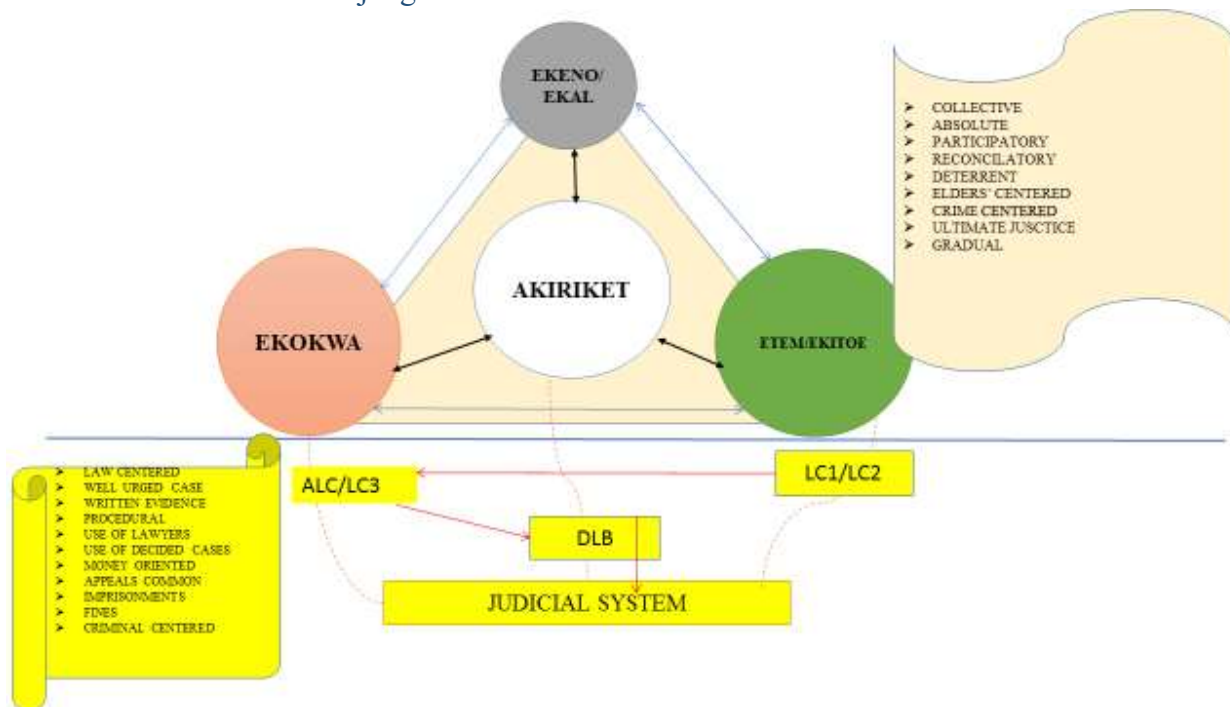 EKENO/
EKAL
COLLECTIVE
ABSOLUTE
PARTICIPATORY
RECONCILATORY
DETERRENT
ELDERS' CENTERED
CRIME CENTERED
ULTIMATE JUSCTICE
GRADUAL
AKIRIKET
EKOKWA
ETEM/EKITOE
LAW CENTERED
WELL URGED CASE
WRITTEN EVIDENCE
PROCEDURAL
USE OF LAWYERS
USE OF DECIDED CASES
MONEY ORIENTED
APPEALS COMMON
IMPRISONMENTS
FINES
CRIMINAL CENTERED
ALC/LC3
LC1/LC2
DLB
JUDICIAL SYSTEM